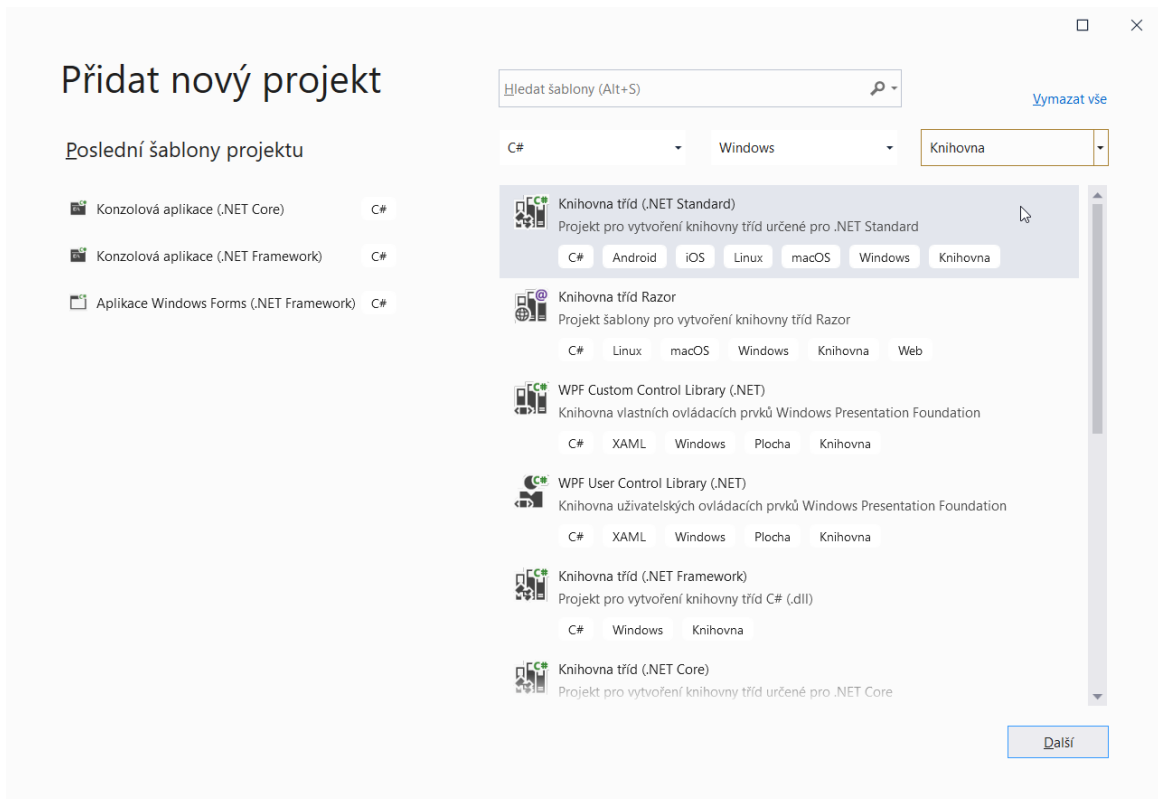 Přidat nový projekt
Hledat šablony (Alt+S)
Vymazat vše
Poslední šablony projektu
C#
Windows
Knihovna
Konzolová aplikace (.NET Core)
C#
Konzolová aplikace (.NET Framework)
C#
Aplikace Windows Forms (.NET Framework)
C#
Knihovna tříd (.NET Standard)
Projekt pro vytvoření knihovny tříd určené pro .NET Standard
C# Android iOS Linux macOS Windows Knihovna
Knihovna tříd Razor
Projekt šablony pro vytvoření knihovny tříd Razor
C# Linux macOS Windows Knihovna Web
WPF Custom Control Library (.NET)
Knihovna vlastních ovládacích prvků Windows Presentation Foundation
C# XAML Windows Plocha Knihovna
WPF User Control Library (.NET)
Knihovna uživatelských ovládacích prvků Windows Presentation Foundation
C# XAML Windows Plocha Knihovna
Knihovna tříd (.NET Framework)
Projekt pro vytvoření knihovny tříd C# (.dll)
C# Windows Knihovna
Knihovna tříd (.NET Core)
Projekt pro vytvoření knihovny tříd určené pro .NET Core
Další